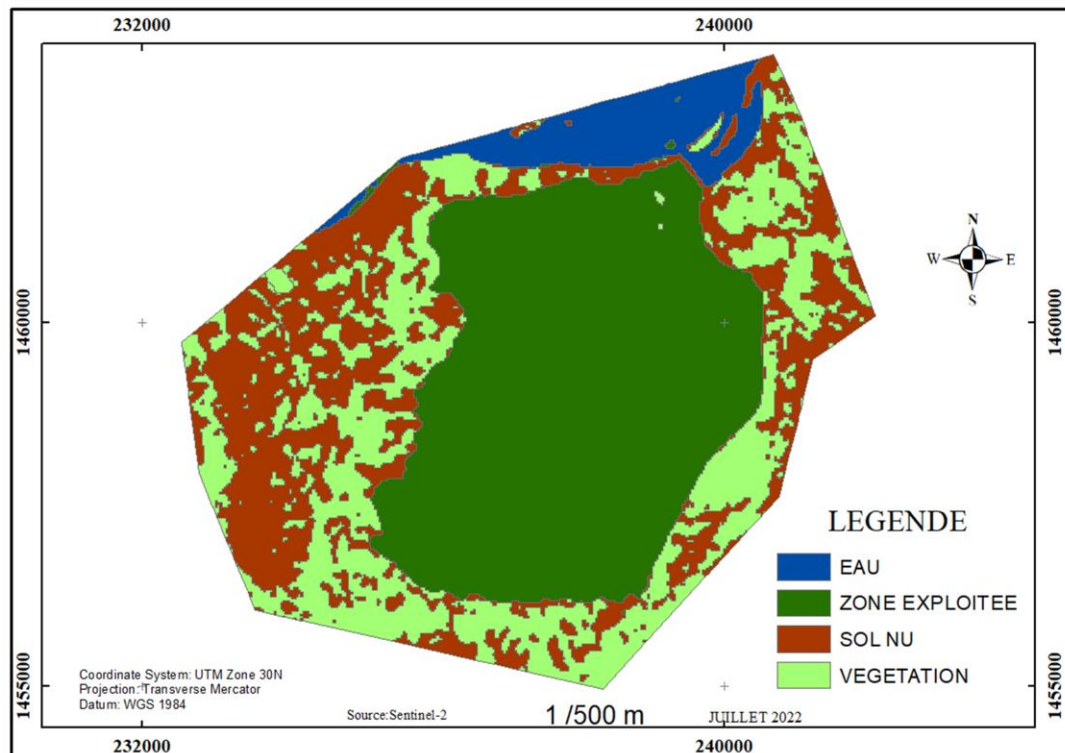 232000
240000
1460000
1460000
N
W
E
S
LEGENDE
EAU
ZONE EXPLOITEE
SOL NU
VEGETATION
Coordinate System: UTM Zone 30N
Projection: Transverse Mercator
Datum: WGS 1984
Source:Sentinel-2
1 /500 m
JUILLET 2022
1455000
1455000
232000
240000